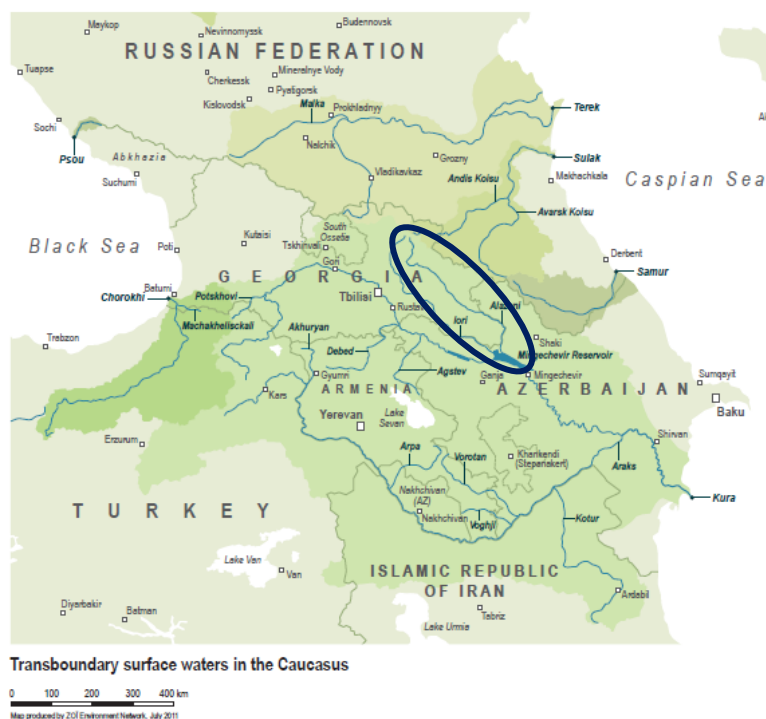 Maykop
Budennovsk
Nevinnomyssk
RUSSIAN FEDERATION
Tuapse
Cherkessk
Mineralnye Vody
Pyatigorsk
Kislovodsk
Malka
Prokhladnyy
Terek
Sochi
Nalchik
Grozny
Sulak
Psou
Abkhazia
Vladikavkaz
Andis Koisu
Makhachkala
Suchumi
Caspian Sea
Avarsk Koisu
South
Ossetia
Kutaisi
Black Sea
Poti
Tskhinvali
Derbent
Gori
GEORGIA
Samur
Batumi
Chorokhi
Potskhovi
Tbilisi
Machakhelisckali
Iori
Akhuryan
Trabzon
Debed
Shaki
Mingechevir Reservoir
Gyumri
Agstev
Ganja
Mingechevir
Sumqayit
Kars
ARMENIA
AZERBAIJAN
Baku
Yerevan
Lake
Sevan
Erzurum
Shirvan
Arpa
Vorotan
Khankendi
(Stepanakert)
Araks
Nakhchivan
(AZ)
Kura
TURKEY
Nakhchivan
Voghji
Kotur
Lake Van
Van
ISLAMIC REPUBLIC
OF IRAN
Ardabil
Diyarbakir
Batman
Tabriz
Lake Urmia
Transboundary surface waters in the Caucasus
0 100 200 300 400 km
Map produced by ZOÏ Environment Network, July 2011